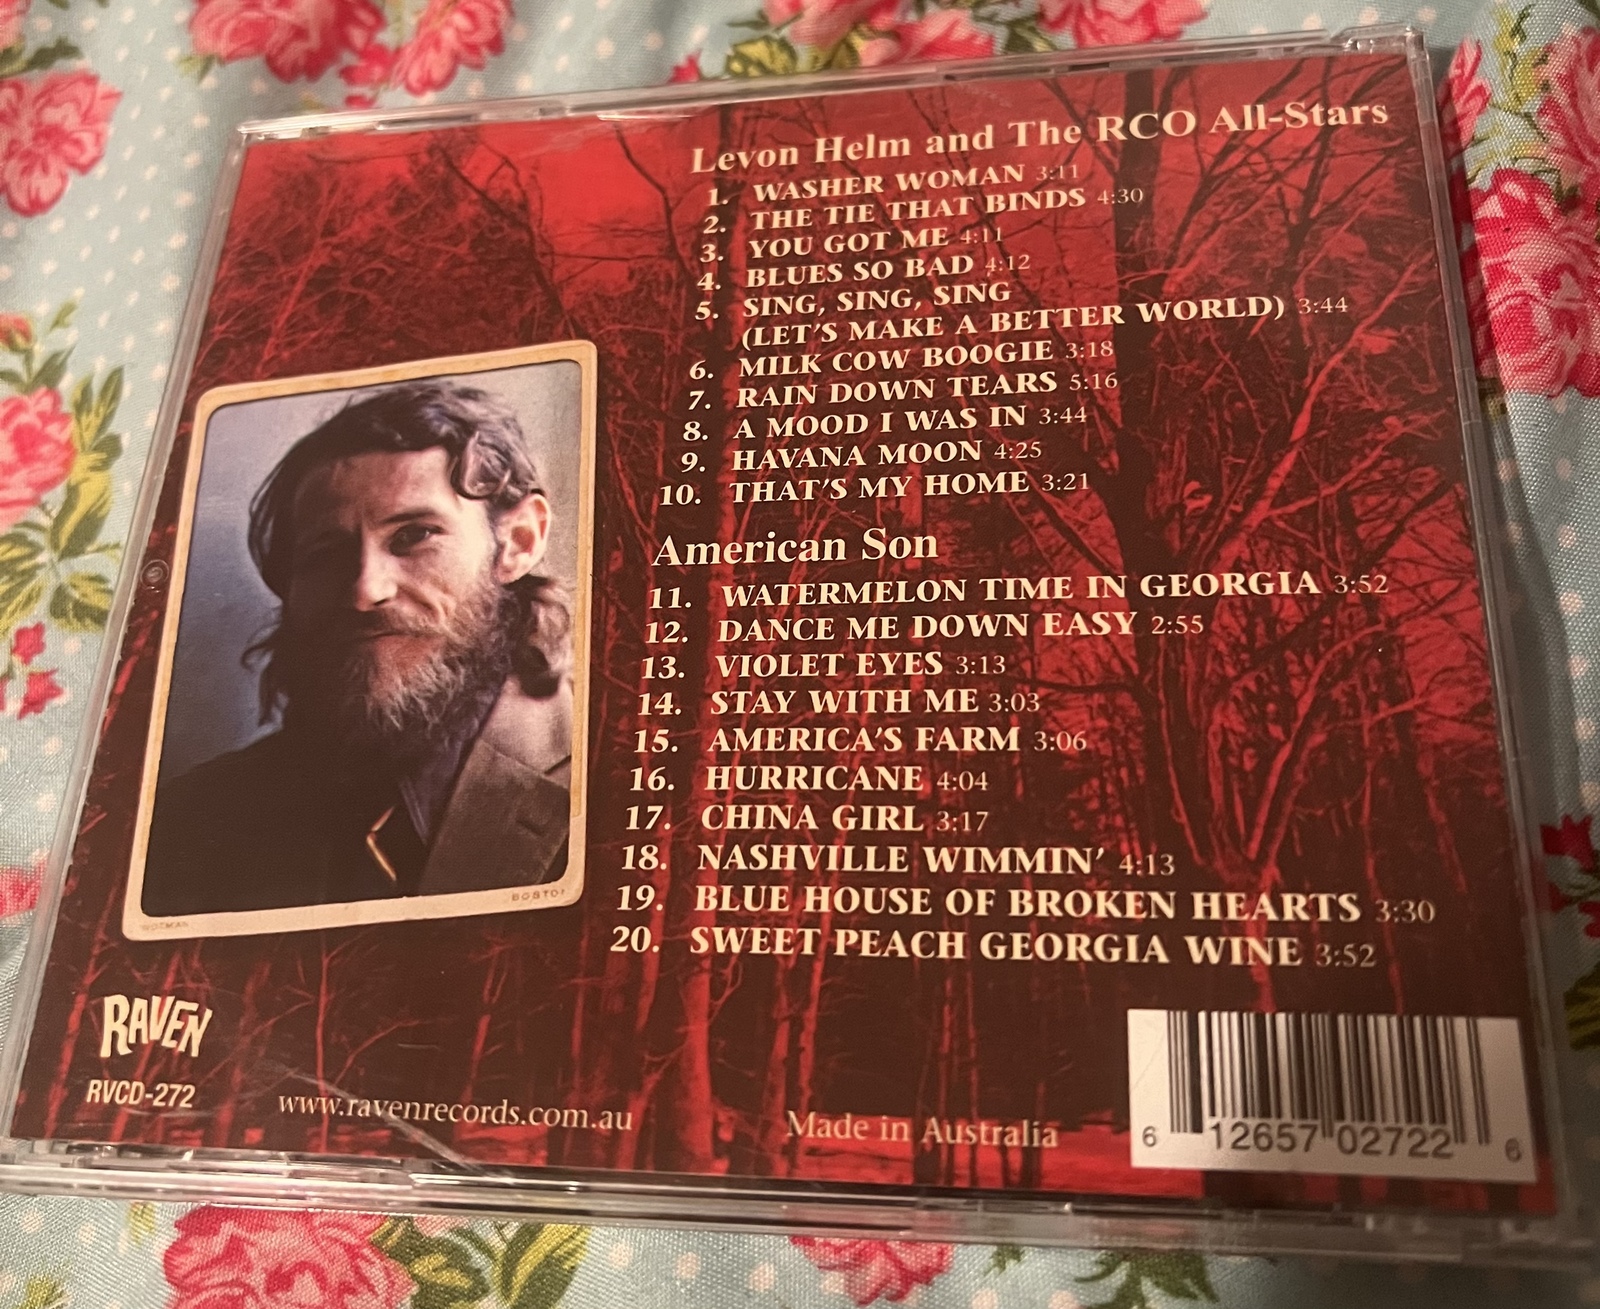 Levon Helm and The RCO All-Stars
1. WASHER WOMAN 3:11
2. THE TIE THAT BINDS 4:30
3. YOU GOT ME 4:11
4. BLUES SO BAD 4:12
5. SING, SING, SING
(LET'S MAKE A BETTER WORLD) 3:44
6. MILK COW BOOGIE 3:18
7. RAIN DOWN TEARS 5:16
8. A MOOD I WAS IN 3:44
9. HAVANA MOON 4:25
10. THAT'S MY HOME 3:21
American Son
11. WATERMELON TIME IN GEORGIA 3:52
12. DANCE ME DOWN EASY 2:55
13. VIOLET EYES 3:13
14. STAY WITH ME 3:03
15. AMERICA'S FARM 3:06
16. HURRICANE 4:04
17. CHINA GIRL 3:17
18. NASHVILLE WIMMIN' 4:13
19. BLUE HOUSE OF BROKEN HEARTS 3:30
20. SWEET PEACH GEORGIA WINE 3:52
RAVEN
RVCD-272
www.ravenrecords.com.au
Made in Australia
6 12657 02722 6